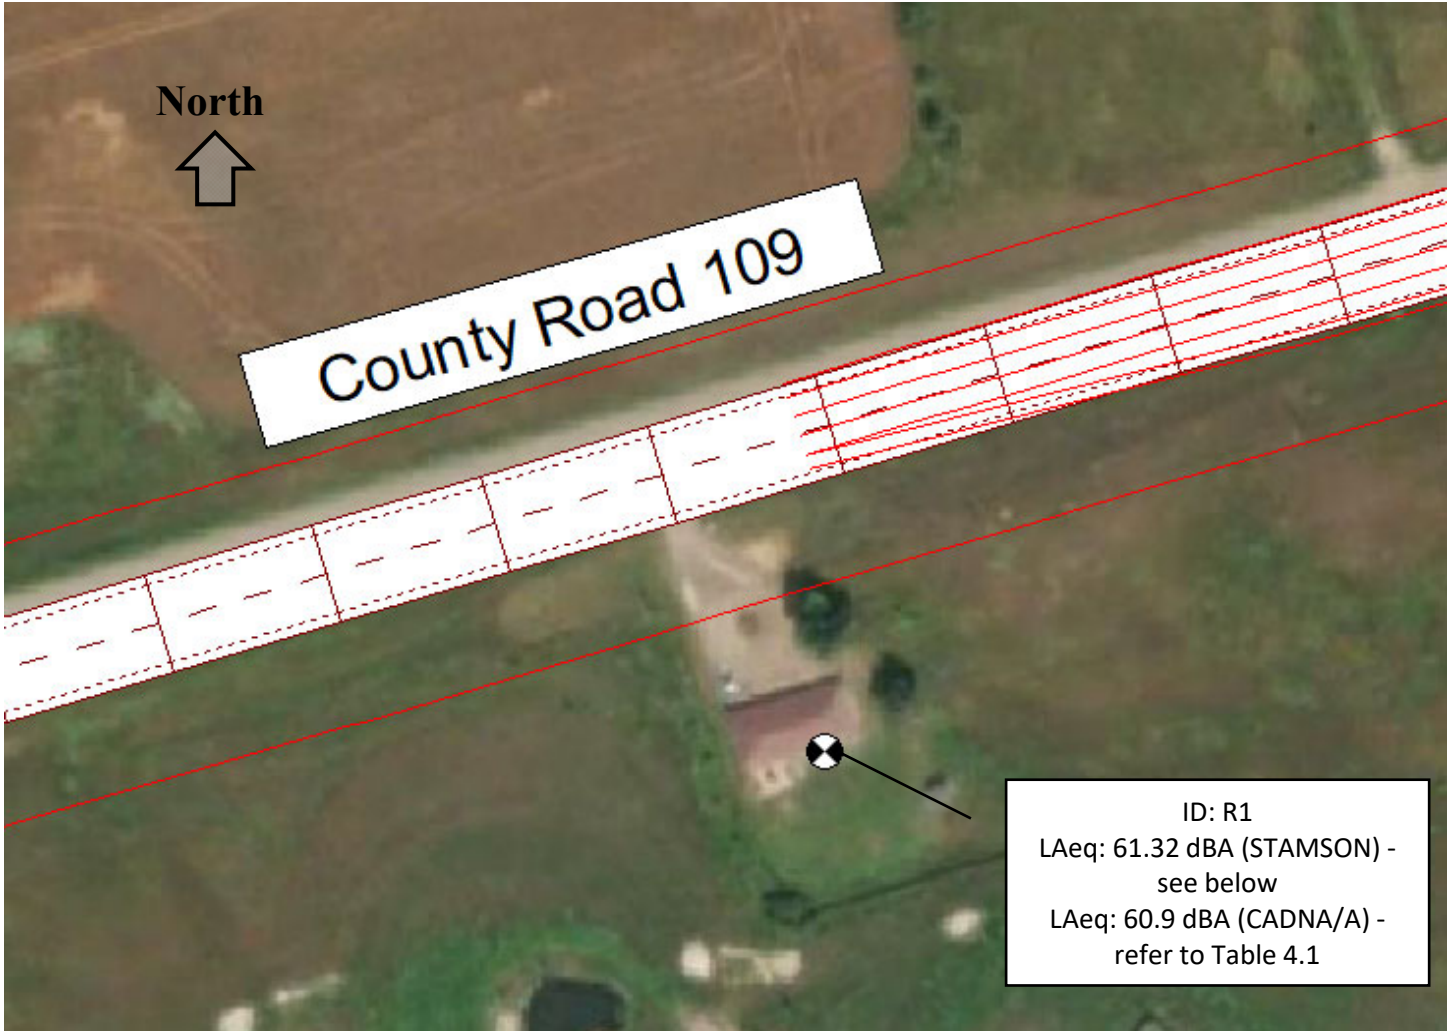 North
County Road 109
ID: R1
LAeq: 61.32 dBA (STAMSON) -
see below
LAeq: 60.9 dBA (CADNA/A) -
refer to Table 4.1